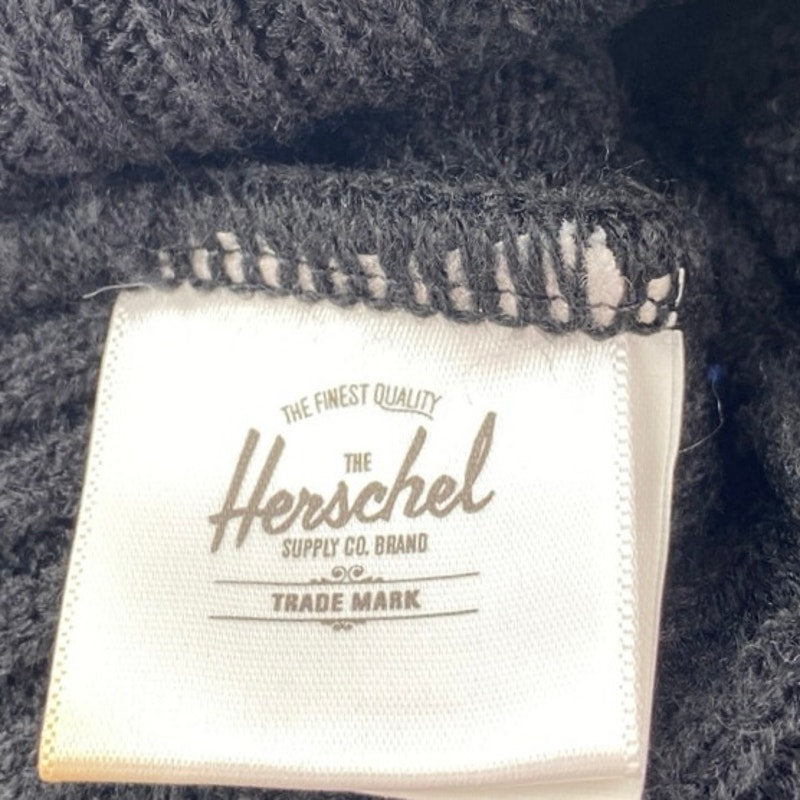 THE FINEST QUALITY
THE
Herschel
SUPPLY CO. BRAND
TRADE MARK